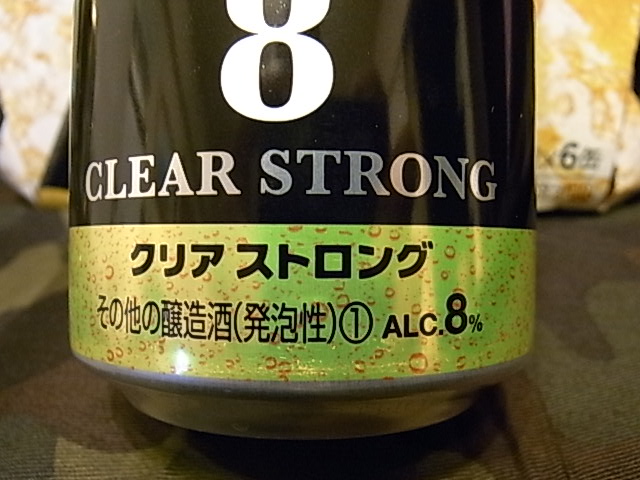 8
CLEAR STRONG
クリア ストロング
その他の醸造酒(発泡性)① ALC.8%
×6缶